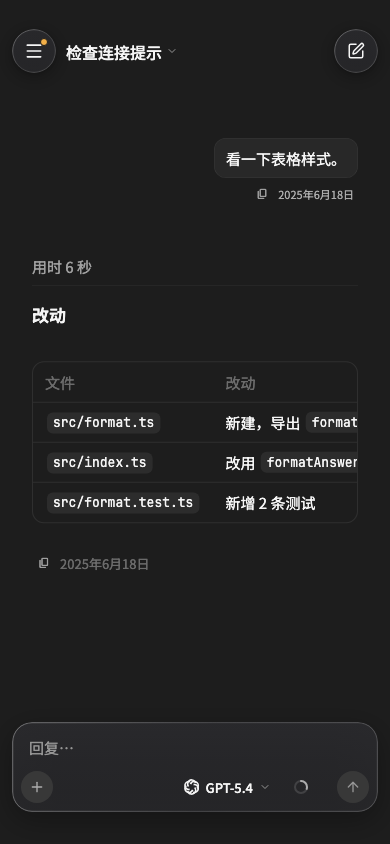 检查连接提示
看一下表格样式。
2025年6月18日
用时 6 秒
改动
文件 改动
src/format.ts 新建，导出 format
src/index.ts 改用 formatAnswer
src/format.test.ts 新增 2 条测试
2025年6月18日
回复…
GPT-5.4